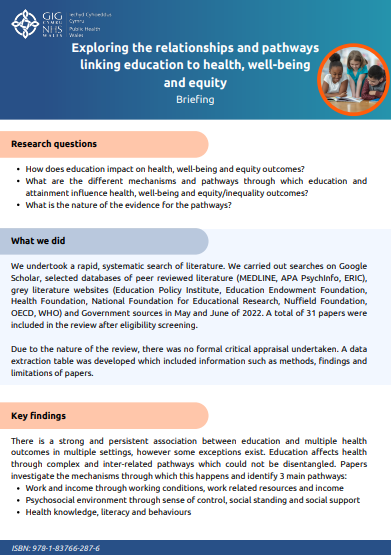 GIG
CYMRU
NHS
WALES
Iechyd Cyhoeddus
Cymru
Public Health
Wales
Exploring the relationships and pathways
linking education to health, well-being
and equity
Briefing
Research questions
• How does education impact on health, well-being and equity outcomes?
• What are the different mechanisms and pathways through which education and
attainment influence health, well-being and equity/inequality outcomes?
• What is the nature of the evidence for the pathways?
What we did
We undertook a rapid, systematic search of literature. We carried out searches on Google
Scholar, selected databases of peer reviewed literature (MEDLINE, APA PsychInfo, ERIC),
grey literature websites (Education Policy Institute, Education Endowment Foundation,
Health Foundation, National Foundation for Educational Research, Nuffield Foundation,
OECD, WHO) and Government sources in May and June of 2022. A total of 31 papers were
included in the review after eligibility screening.
Due to the nature of the review, there was no formal critical appraisal undertaken. A data
extraction table was developed which included information such as methods, findings and
limitations of papers.
Key findings
There is a strong and persistent association between education and multiple health
outcomes in multiple settings, however some exceptions exist. Education affects health
through complex and inter-related pathways which could not be disentangled. Papers
investigate the mechanisms through which this happens and identify 3 main pathways:
• Work and income through working conditions, work related resources and income
• Psychosocial environment through sense of control, social standing and social support
• Health knowledge, literacy and behaviours
ISBN: 978-1-83766-287-6